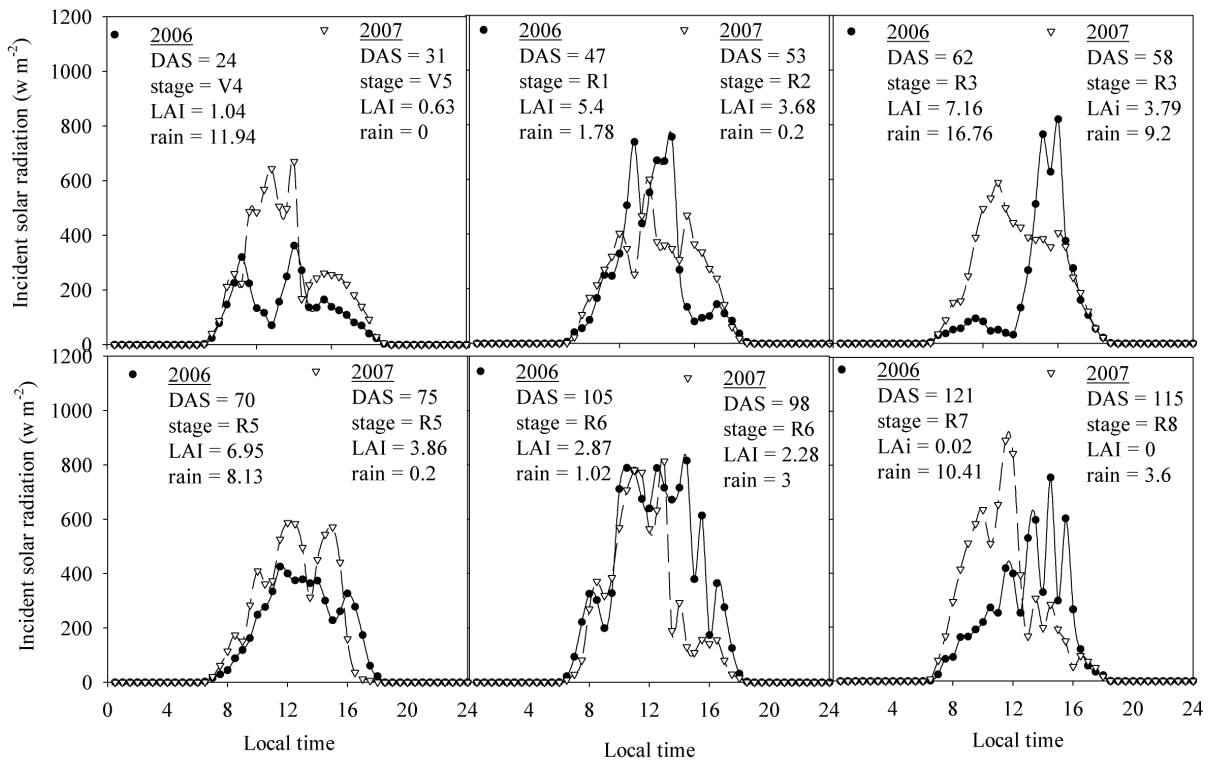 1200
1000
800
600
400
200
0
Incident solar radiation (w m-2)
2006
DAS = 24
stage = V4
LAI = 1.04
rain = 11.94
2007
DAS = 31
stage = V5
LAI = 0.63
rain = 0
2006
DAS = 47
stage = R1
LAI = 5.4
rain = 1.78
2007
DAS = 53
stage = R2
LAI = 3.68
rain = 0.2
2006
DAS = 62
stage = R3
LAI = 7.16
rain = 16.76
2007
DAS = 58
stage = R3
LAi = 3.79
rain = 9.2
1200
1000
800
600
400
200
0
Incident solar radiation (w m-2)
2006
DAS = 70
stage = R5
LAI = 6.95
rain = 8.13
2007
DAS = 75
stage = R5
LAI = 3.86
rain = 0.2
2006
DAS = 105
stage = R6
LAI = 2.87
rain = 1.02
2007
DAS = 98
stage = R6
LAI = 2.28
rain = 3
2006
DAS = 121
stage = R7
LAi = 0.02
rain = 10.41
2007
DAS = 115
stage = R8
LAI = 0
rain = 3.6
0 4 8 12 16 20 24
4 8 12 16 20 24
4 8 12 16 20 24
Local time
Local time
Local time